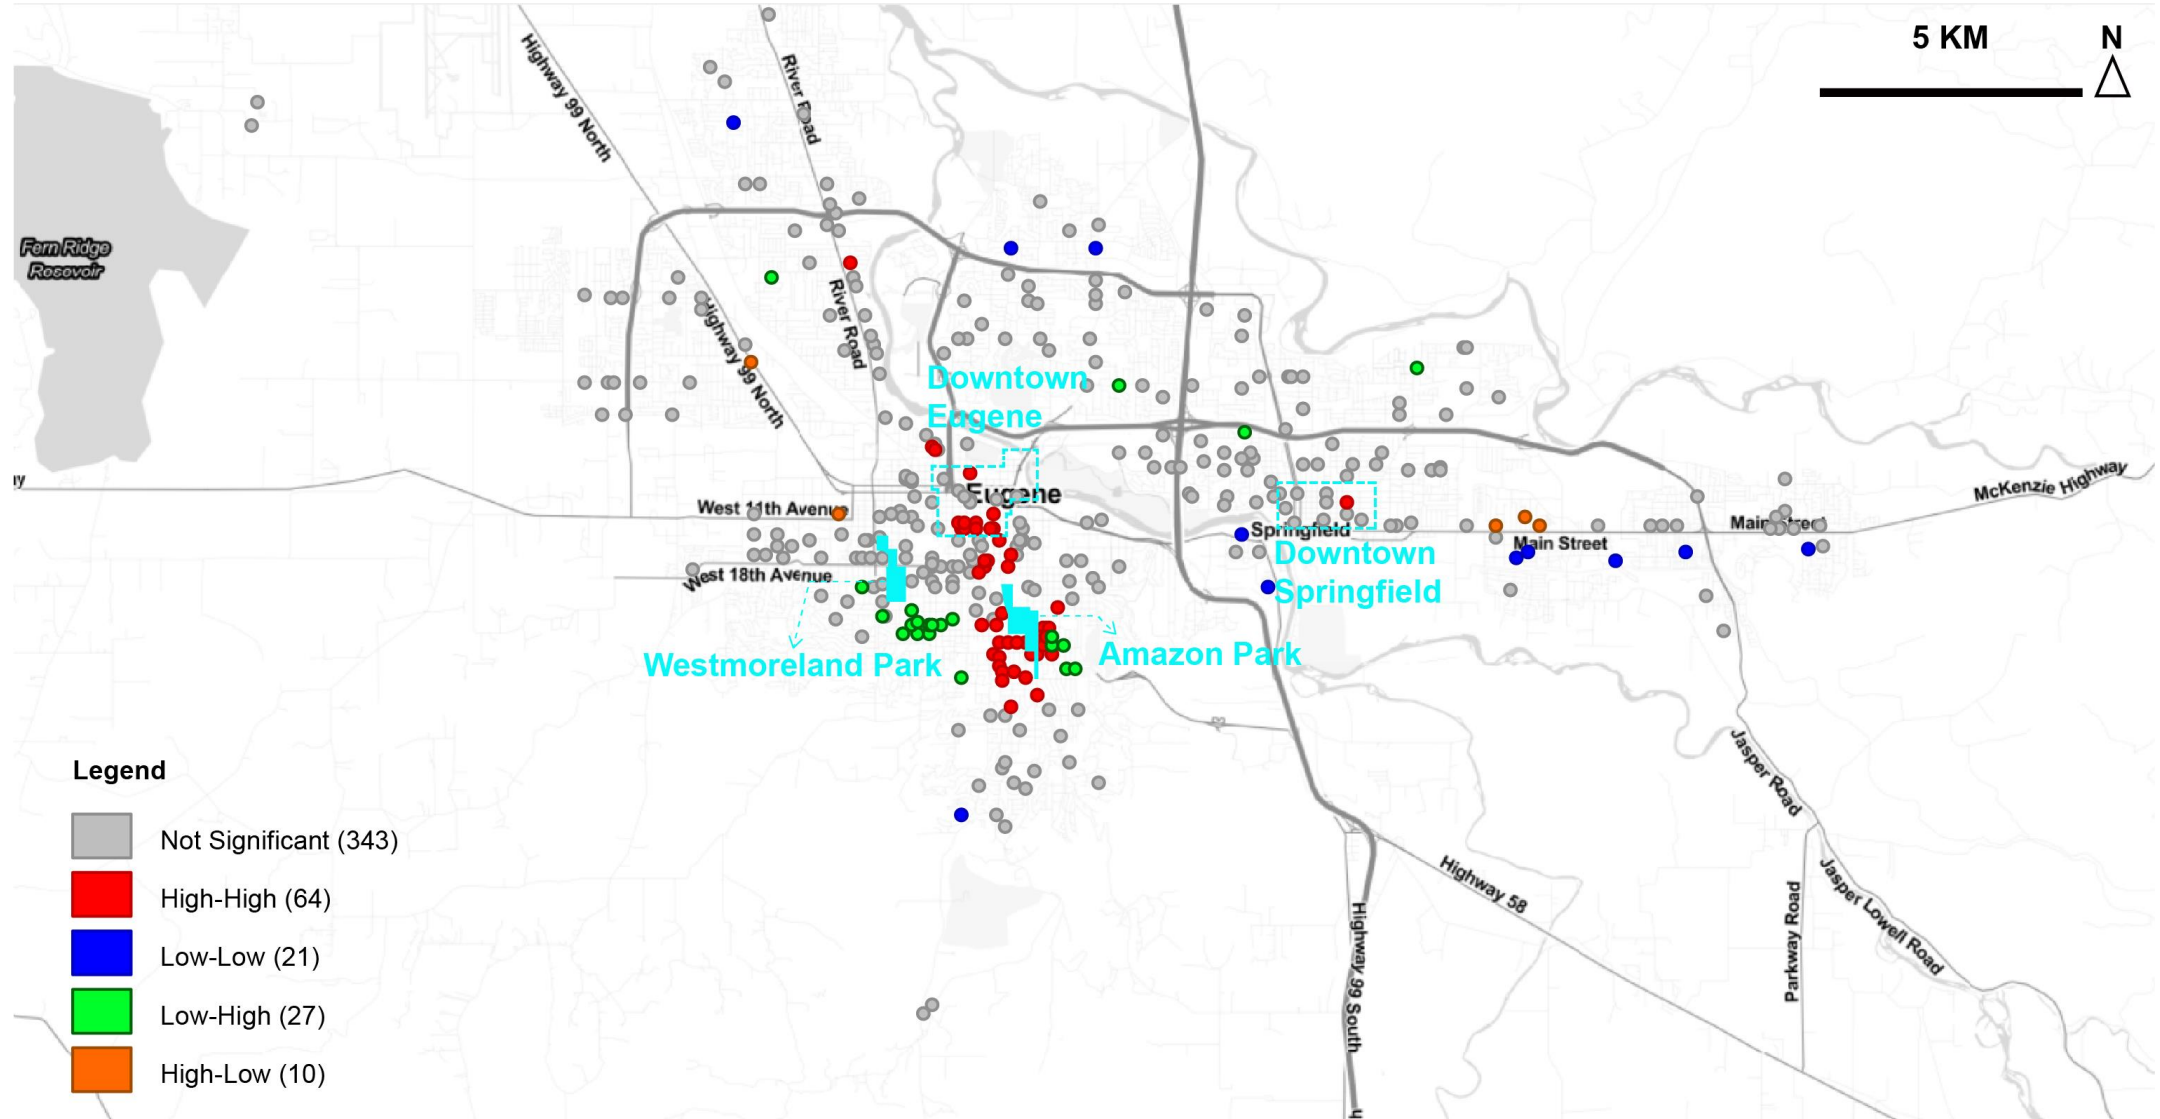 5 KM
N
Highway 99 North
River Road
Fern Ridge
Resevoir
Highway 99 North
River Road
Downtown
Eugene
Eugene
West 11th Avenue
West 18th Avenue
Springfield
Downtown
Springfield
Main Street
Main Street
McKenzie Highway
Westmoreland Park
Amazon Park
Jasper Road
Jasper Lowell Road
Parkway Road
Highway 58
Highway 99 South
Legend
Not Significant (343)
High-High (64)
Low-Low (21)
Low-High (27)
High-Low (10)